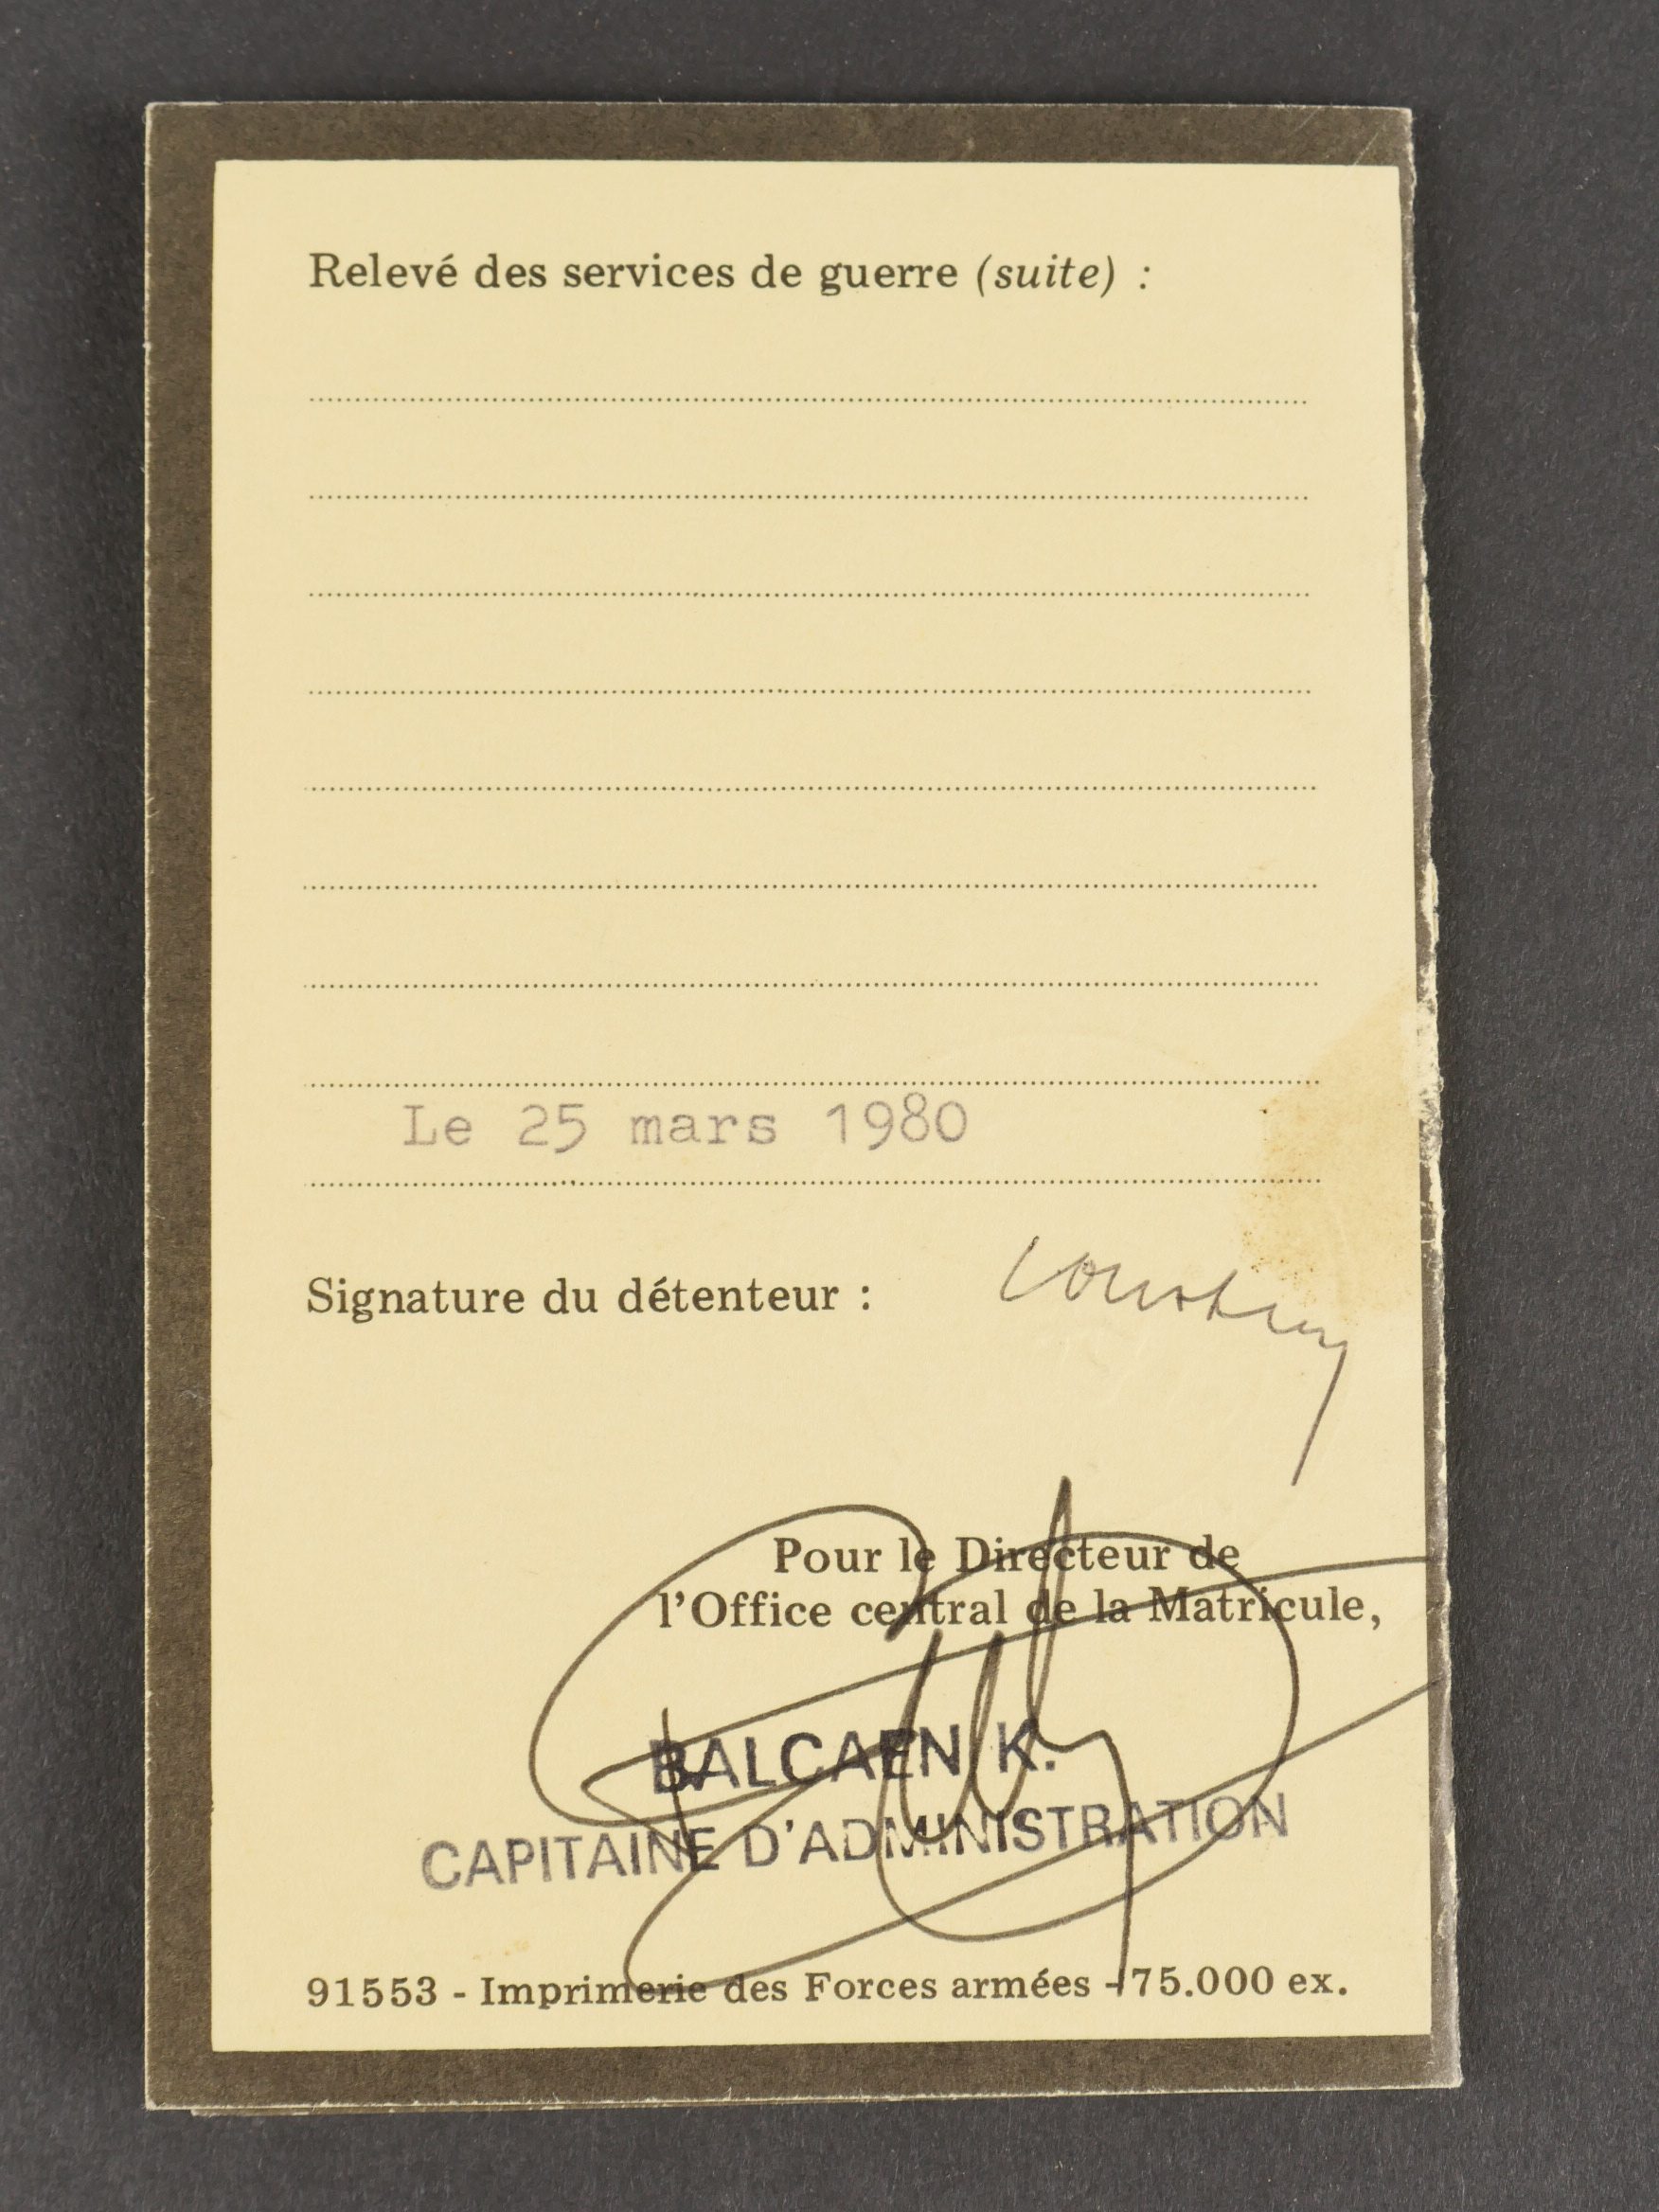 Relevé des services de guerre (suite) :
Le 25 mars 1980
Signature du détenteur :
Pour le Directeur de
l'Office central de la Matricule,
BALCAEN K.
CAPITAINE D'ADMINISTRATION
91553 - Imprimerie des Forces armées - 75.000 ex.